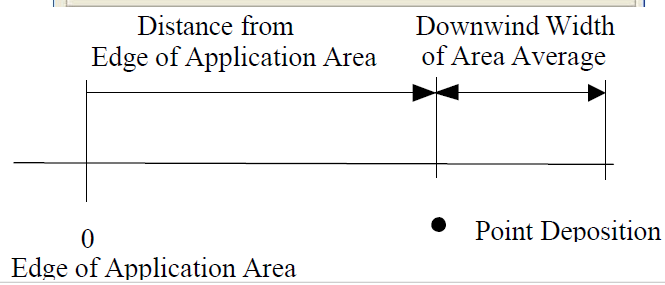 Distance from
Edge of Application Area
Downwind Width
of Area Average
0
Edge of Application Area
Point Deposition